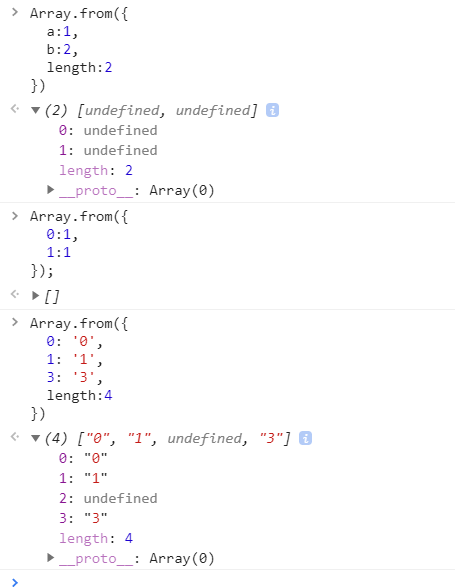 > Array.from({
a:1,
b:2,
length:2
})
▼ (2) [undefined, undefined] i
0: undefined
1: undefined
length: 2
▶ __proto__: Array(0)
> Array.from({
0:1,
1:1
});
▶ []
> Array.from({
0: '0',
1: '1',
3: '3',
length:4
})
▼ (4) ["0", "1", undefined, "3"] i
0: "0"
1: "1"
2: undefined
3: "3"
length: 4
▶ __proto__: Array(0)
>